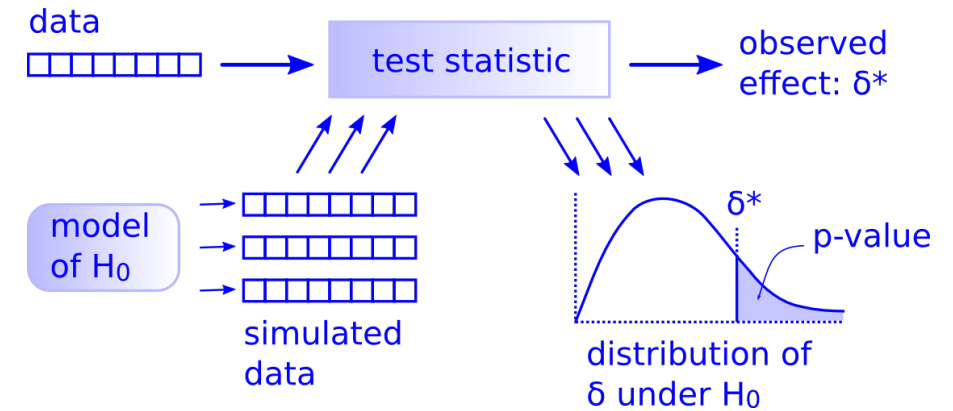 data
test statistic
observed
effect: δ*
model
of H₀
simulated
data
δ*
p-value
distribution of
δ under H₀